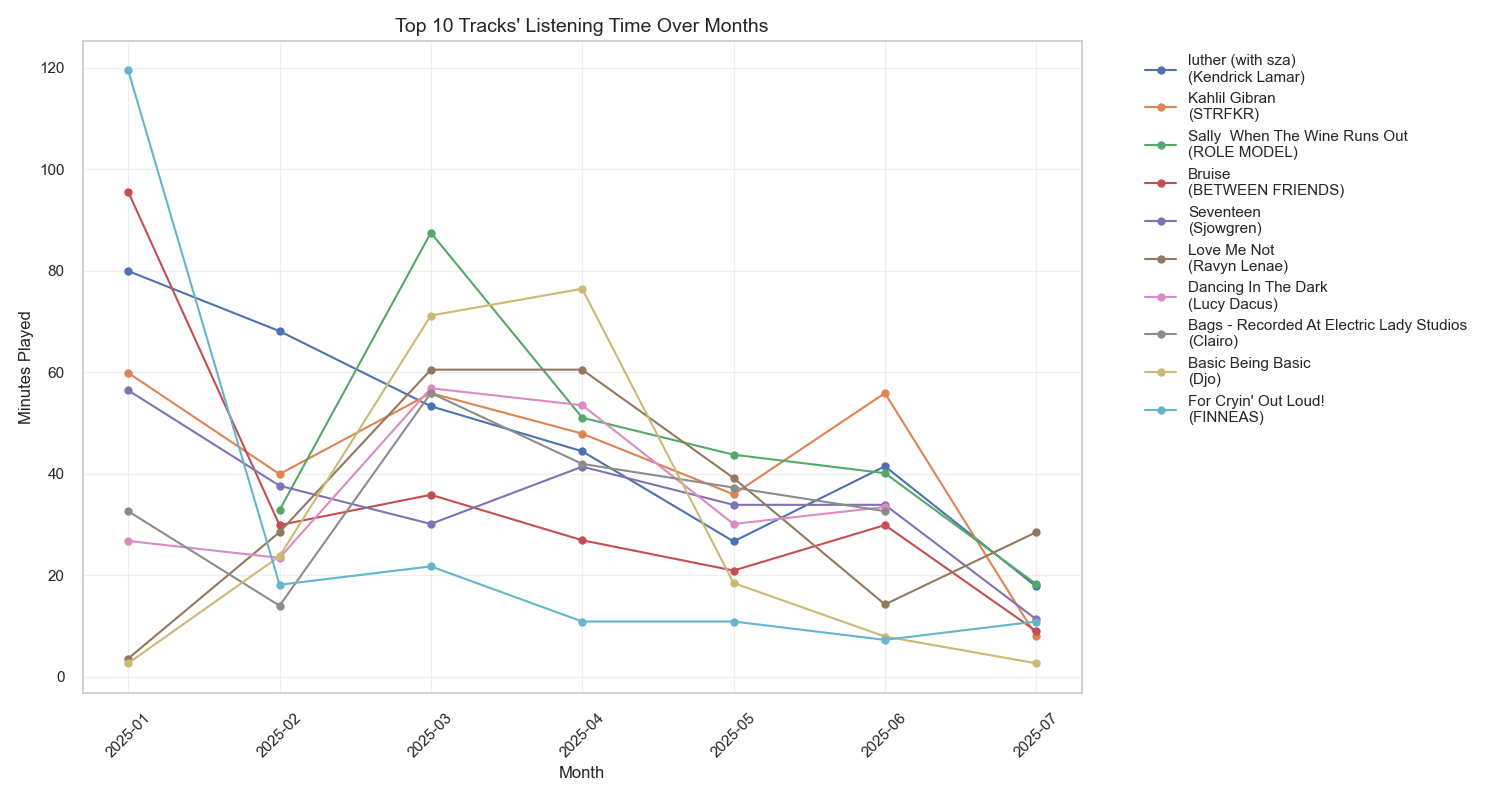 Top 10 Tracks' Listening Time Over Months
120
100
80
60
40
20
0
Minutes Played
2025-01
2025-02
2025-03
2025-04
2025-05
2025-06
2025-07
Month
luther (with sza)
(Kendrick Lamar)
Kahlil Gibran
(STRFKR)
Sally  When The Wine Runs Out
(ROLE MODEL)
Bruise
(BETWEEN FRIENDS)
Seventeen
(Sjowgren)
Love Me Not
(Ravyn Lenae)
Dancing In The Dark
(Lucy Dacus)
Bags - Recorded At Electric Lady Studios
(Clairo)
Basic Being Basic
(Djo)
For Cryin' Out Loud!
(FINNEAS)